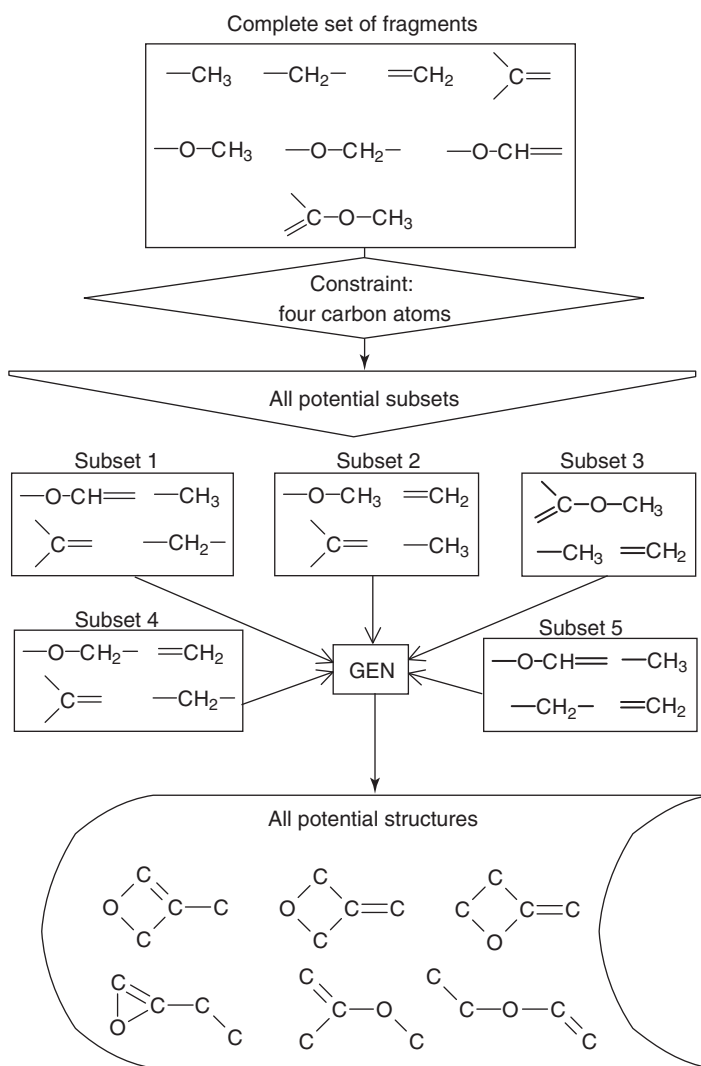 Complete set of fragments
—CH₃ —CH₂— =CH₂ C=
—O—CH₃ —O—CH₂— —O-CH=
C—O—CH₃
Constraint:
four carbon atoms
All potential subsets
Subset 1
—O—CH= —CH₃
C= —CH₂—
Subset 2
—O—CH₃ =CH₂
C= —CH₃
Subset 3
C—O—CH₃
—CH₃ =CH₂
Subset 4
—O—CH₂— =CH₂
C= —CH₂—
GEN
Subset 5
—O—CH= —CH₃
—CH₂— =CH₂
All potential structures
C
O C—C
C
C
O C=C
C
C
C C=C
O
C C—C
O C
C
C—O
C C
C
C—O—C
C